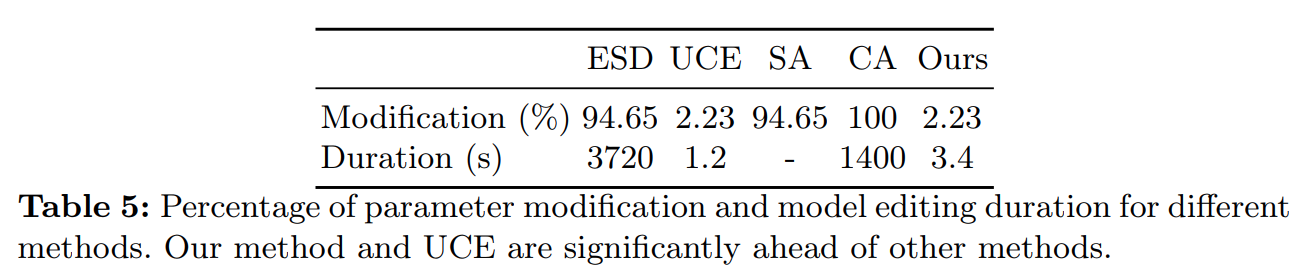 ESD UCE SA CA Ours
Modification (%) 94.65 2.23 94.65 100 2.23
Duration (s) 3720 1.2 - 1400 3.4
Table 5: Percentage of parameter modification and model editing duration for different
methods. Our method and UCE are significantly ahead of other methods.